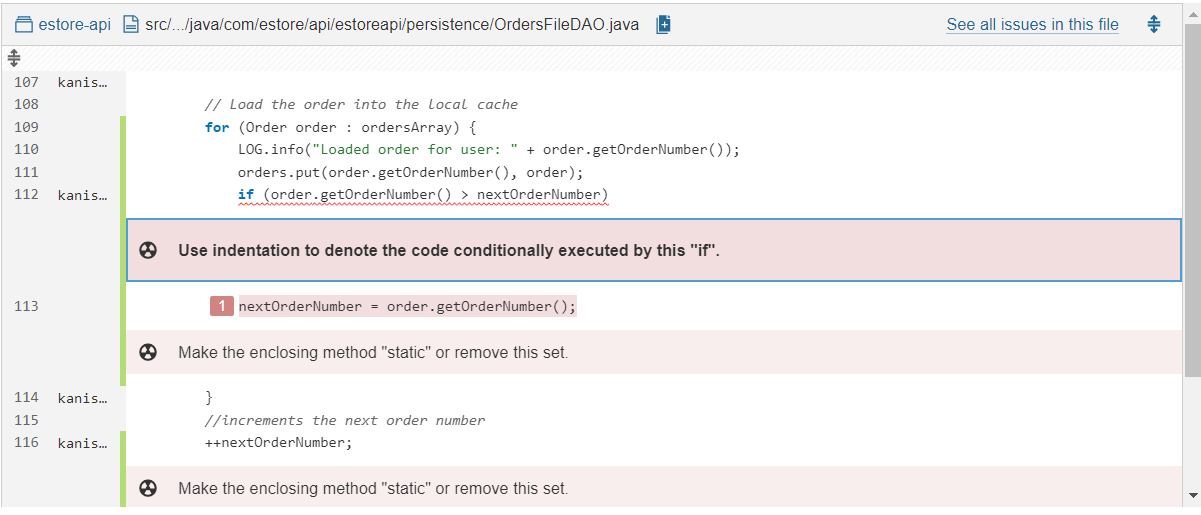 estore-api src/.../java/com/estore/api/estoreapi/persistence/OrdersFileDAO.java See all issues in this file
107 kanis...
108 // Load the order into the local cache
109 for (Order order : ordersArray) {
110 LOG.info("Loaded order for user: " + order.getOrderNumber());
111 orders.put(order.getOrderNumber(), order);
112 kanis... if (order.getOrderNumber() > nextOrderNumber)
Use indentation to denote the code conditionally executed by this "if".
113 1 nextOrderNumber = order.getOrderNumber();
Make the enclosing method "static" or remove this set.
114 kanis... }
115 //increments the next order number
116 kanis... ++nextOrderNumber;
Make the enclosing method "static" or remove this set.